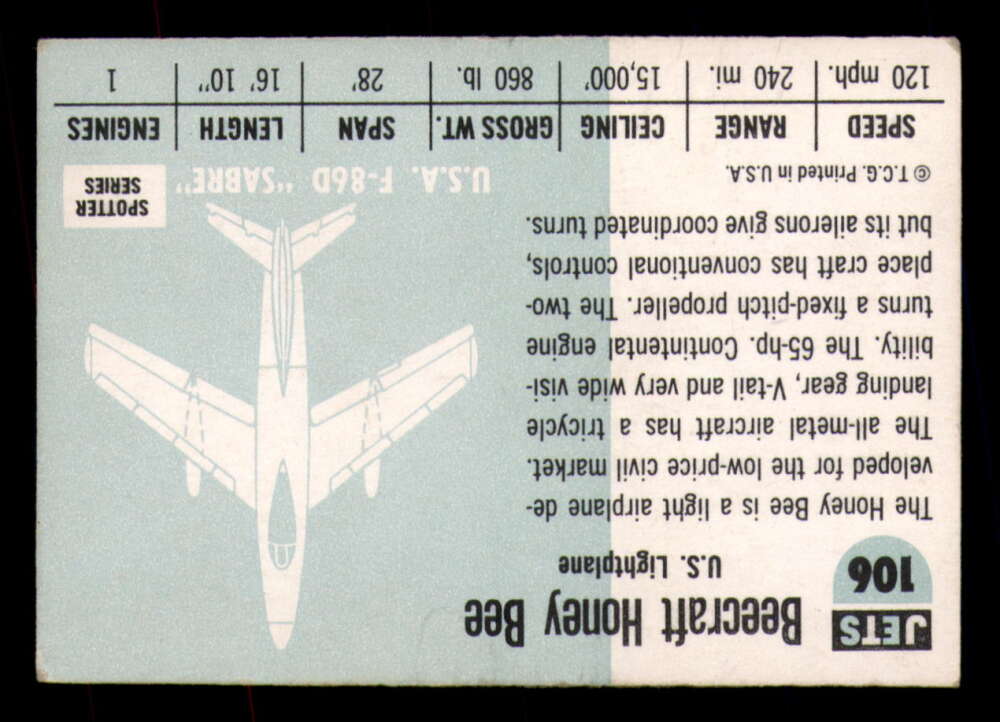 JETS
106
Beecraft Honey Bee
U.S. Lightplane
The Honey Bee is a light airplane de-
veloped for the low-price civil market.
The all-metal aircraft has a tricycle
landing gear, V-tail and very wide visi-
bility. The 65-hp. Contintental engine
turns a fixed-pitch propeller. The two-
place craft has conventional controls,
but its ailerons give coordinated turns.
© T.C.G. Printed in U.S.A.
SPOTTER
SERIES
U.S.A. F-86D "SABRE"
SPEED RANGE CEILING GROSS WT. SPAN LENGTH ENGINES
120 mph. 240 mi. 15,000' 860 lb. 28' 16' 10" 1